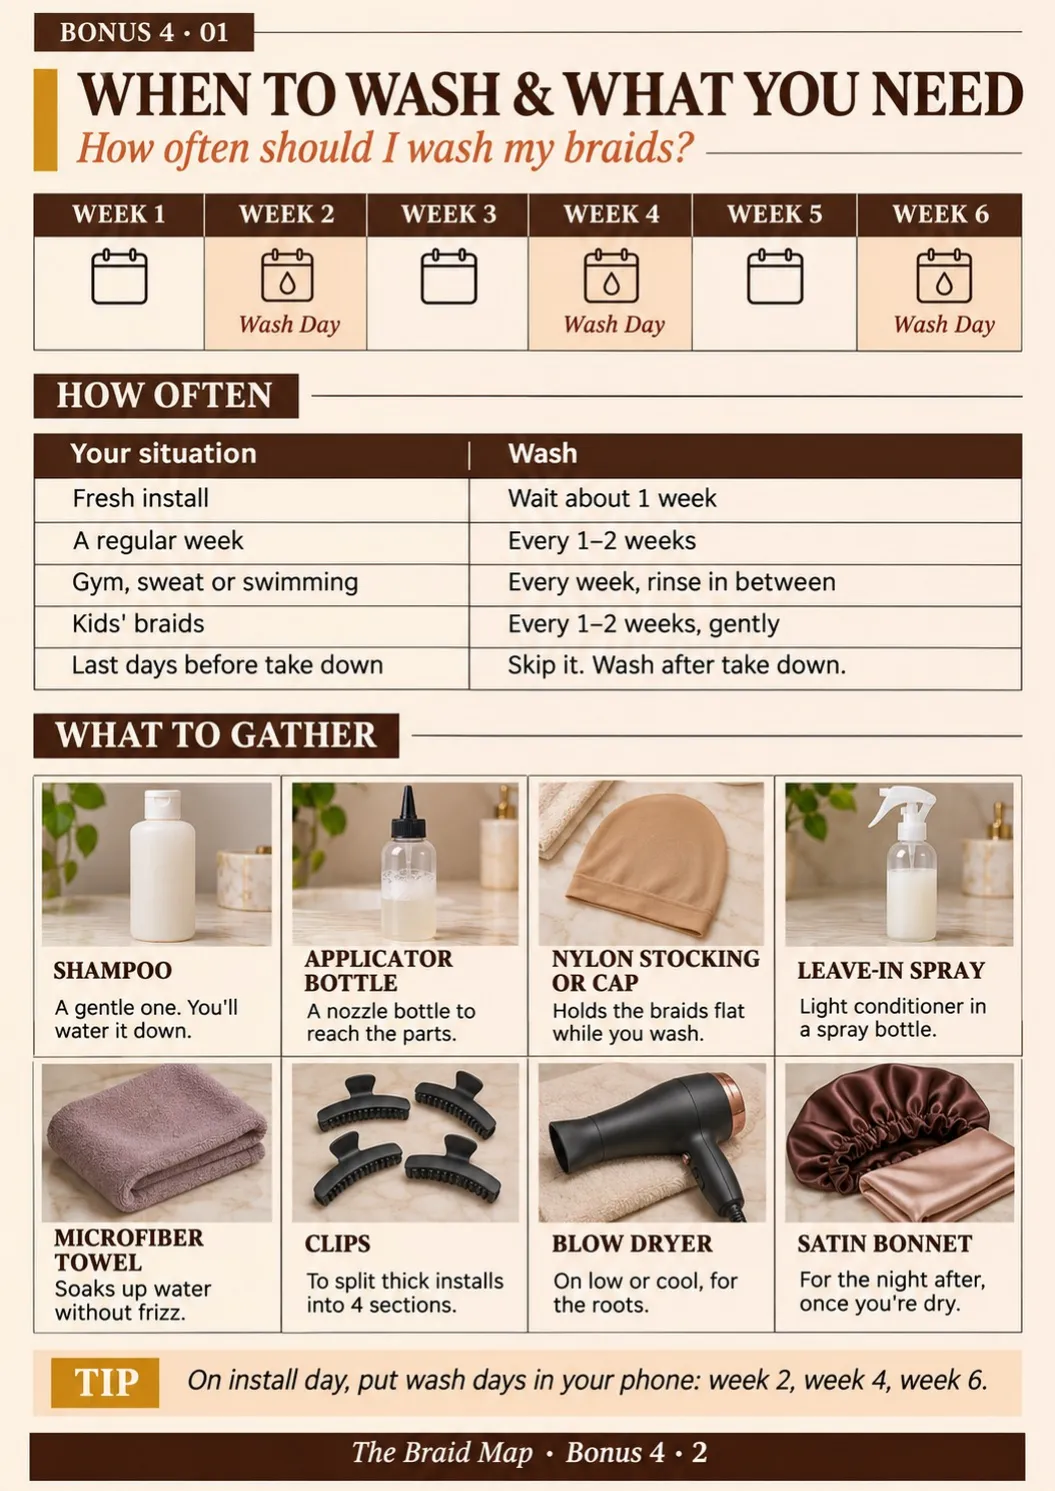 BONUS 4 · 01
WHEN TO WASH & WHAT YOU NEED
How often should I wash my braids?
WEEK 1
WEEK 2
WEEK 3
WEEK 4
WEEK 5
WEEK 6
Wash Day
Wash Day
Wash Day
HOW OFTEN
Your situation | Wash
Fresh install
Wait about 1 week
A regular week
Every 1–2 weeks
Gym, sweat or swimming
Every week, rinse in between
Kids' braids
Every 1–2 weeks, gently
Last days before take down
Skip it. Wash after take down.
WHAT TO GATHER
SHAMPOO
A gentle one. You'll
water it down.
APPLICATOR
BOTTLE
A nozzle bottle to
reach the parts.
NYLON STOCKING
OR CAP
Holds the braids flat
while you wash.
LEAVE-IN SPRAY
Light conditioner in
a spray bottle.
MICROFIBER
TOWEL
Soaks up water
without frizz.
CLIPS
To split thick installs
into 4 sections.
BLOW DRYER
On low or cool, for
the roots.
SATIN BONNET
For the night after,
once you're dry.
TIP
On install day, put wash days in your phone: week 2, week 4, week 6.
The Braid Map · Bonus 4 · 2